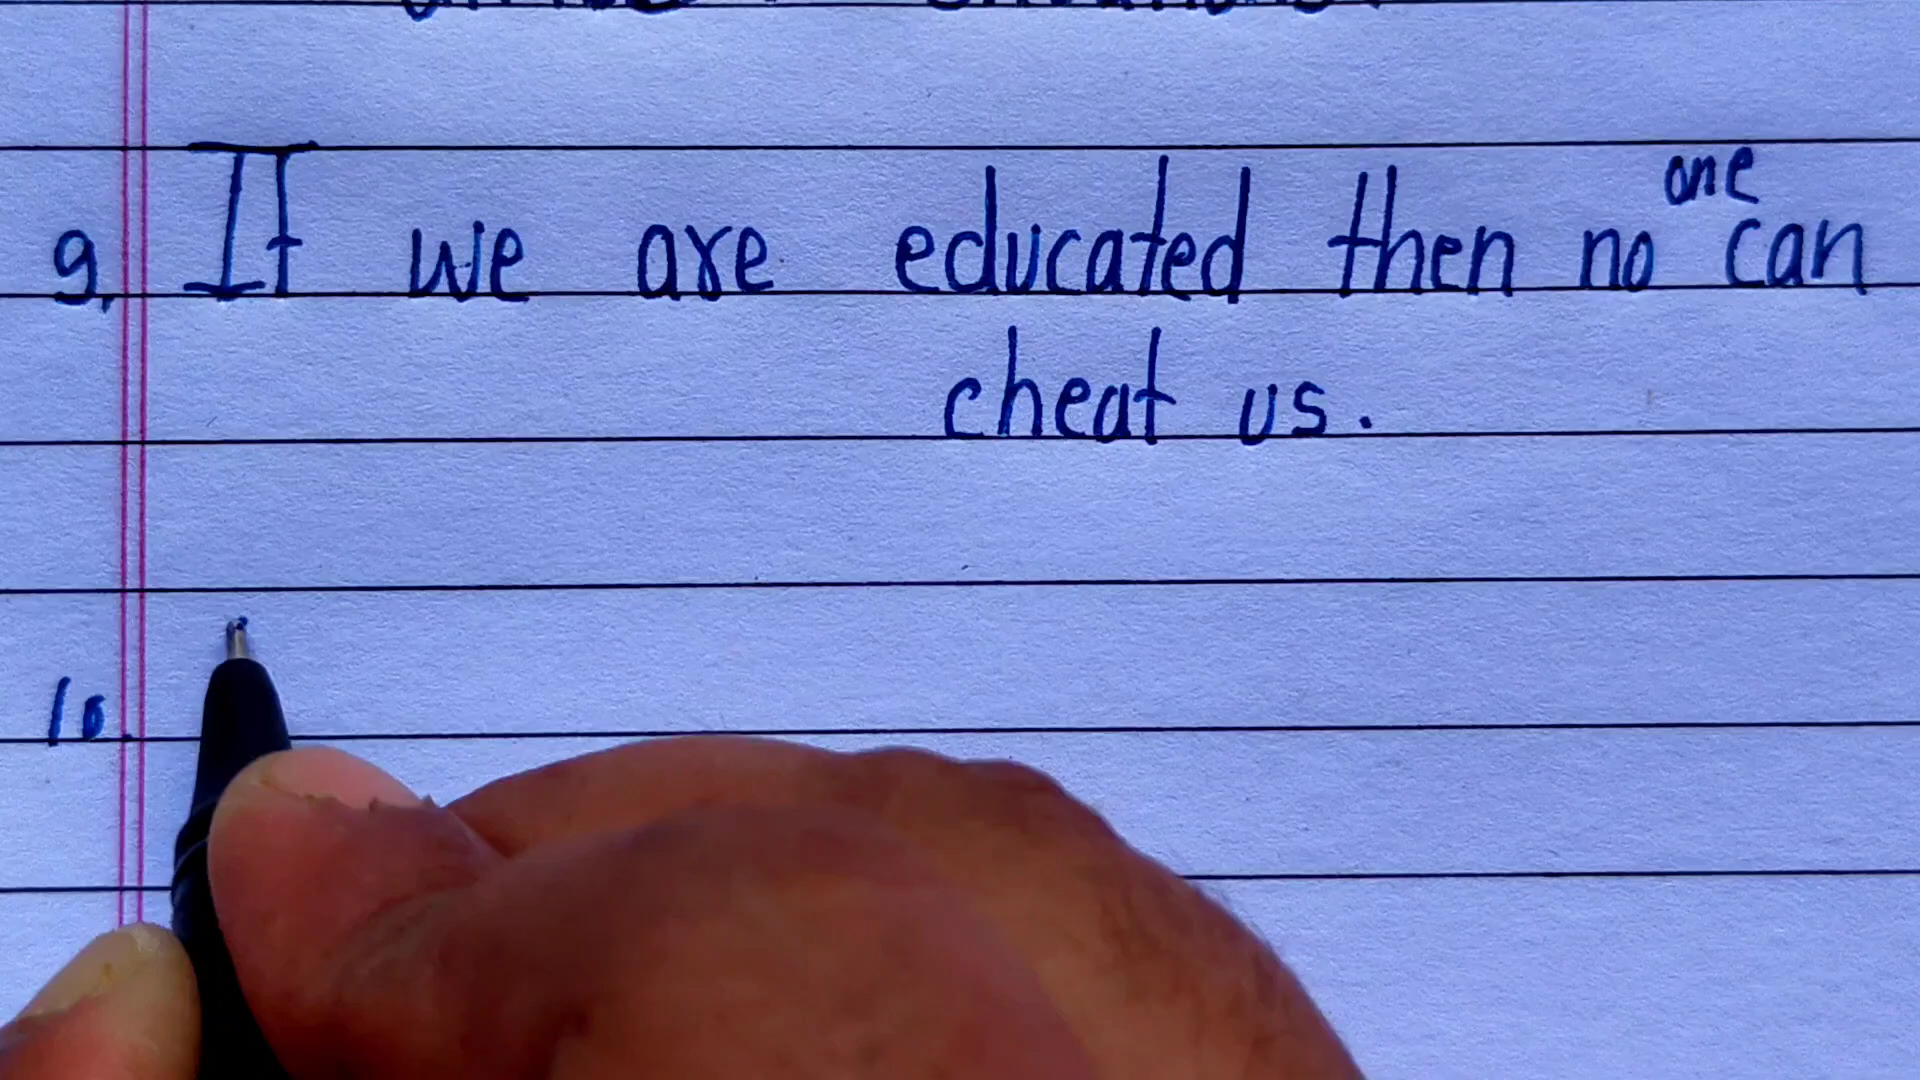 9. If we are educated then no one can
cheat us.
10.